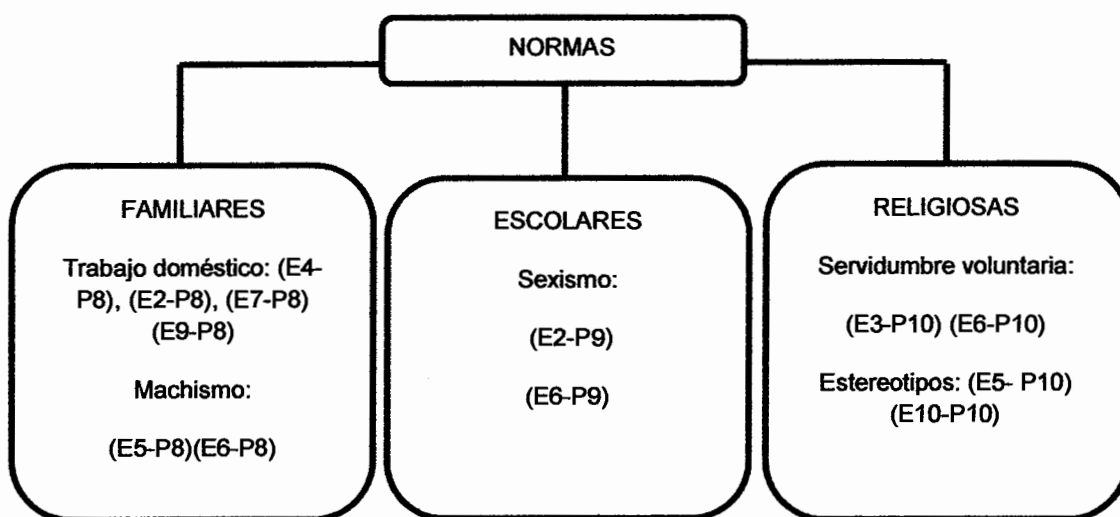 NORMAS
FAMILIARES
Trabajo doméstico: (E4-
P8), (E2-P8), (E7-P8)
(E9-P8)
Machismo:
(E5-P8)(E6-P8)
ESCOLARES
Sexismo:
(E2-P9)
(E6-P9)
RELIGIOSAS
Servidumbre voluntaria:
(E3-P10) (E6-P10)
Estereotipos: (E5- P10)
(E10-P10)